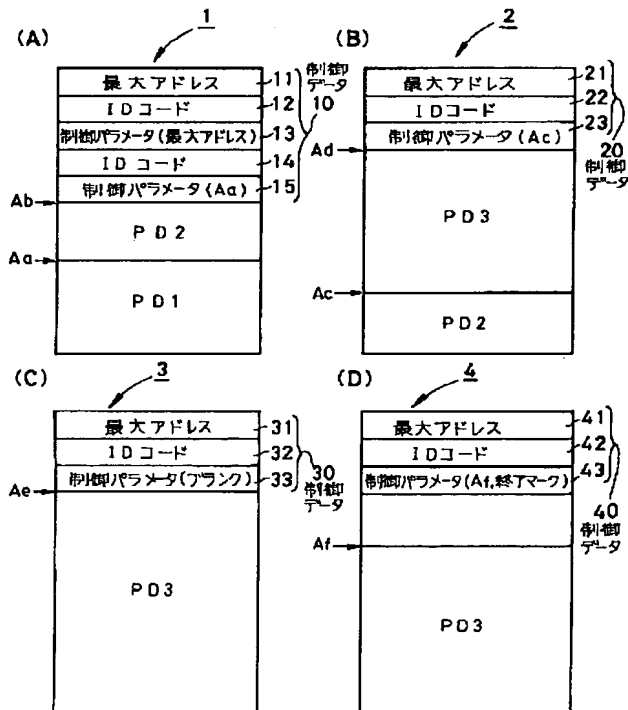 (A)
1
最大アドレス
11
IDコード
12
制御パラメータ(最大アドレス)
13
IDコード
14
制御パラメータ(Aa)
15
制御データ
10
Ab
PD2
Aa
PD1
(B)
2
最大アドレス
21
IDコード
22
制御パラメータ(Ac)
23
20
制御データ
Ad
PD3
Ac
PD2
(C)
3
最大アドレス
31
IDコード
32
制御パラメータ(ブランク)
33
30
制御データ
Ae
PD3
(D)
4
最大アドレス
41
IDコード
42
制御パラメータ(Af,終了マーク)
43
40
制御データ
Af
PD3